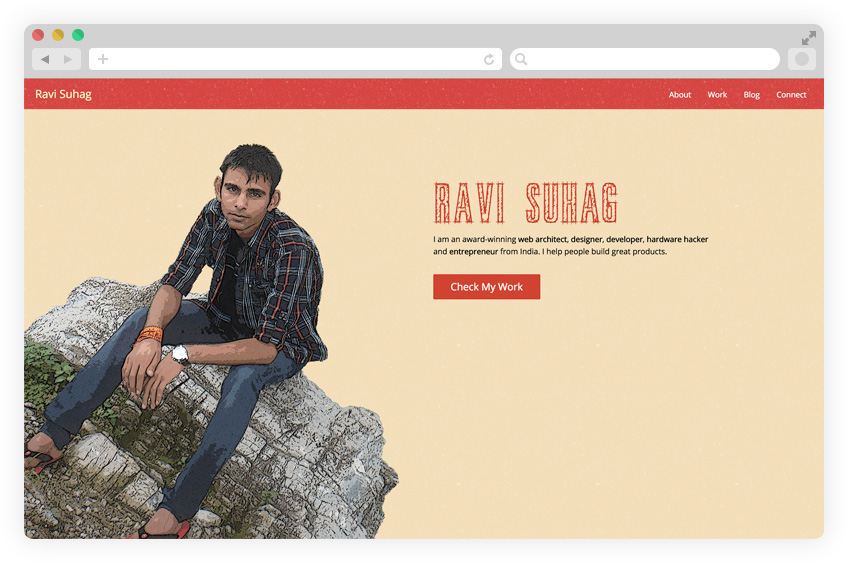 Ravi Suhag
About Work Blog Connect
RAVI SUHAG
I am an award-winning web architect, designer, developer, hardware hacker
and entrepreneur from India. I help people build great products.
Check My Work